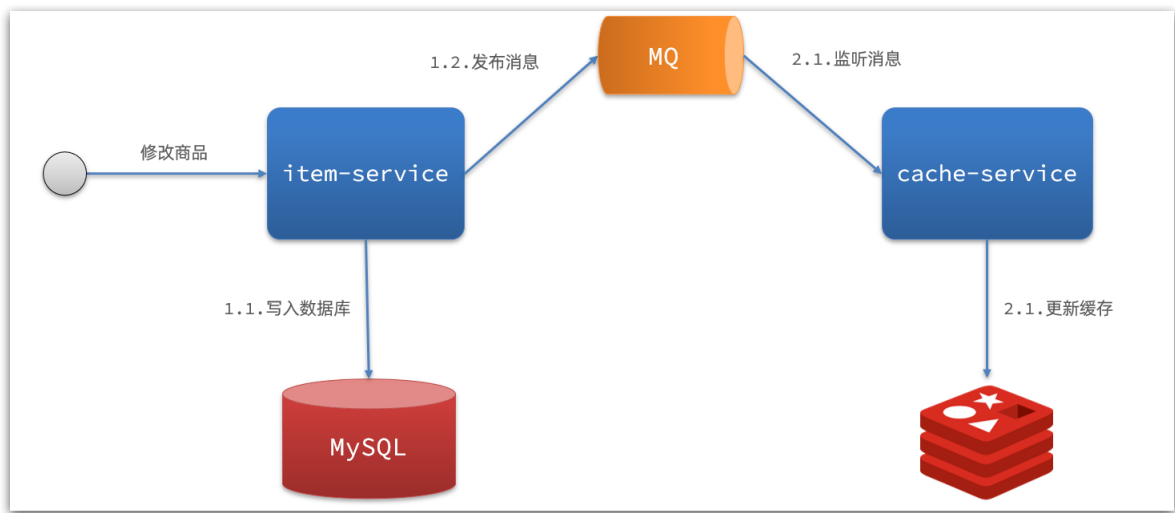 MQ
1.2.发布消息
2.1.监听消息
修改商品
item-service
cache-service
1.1.写入数据库
2.1.更新缓存
MySQL